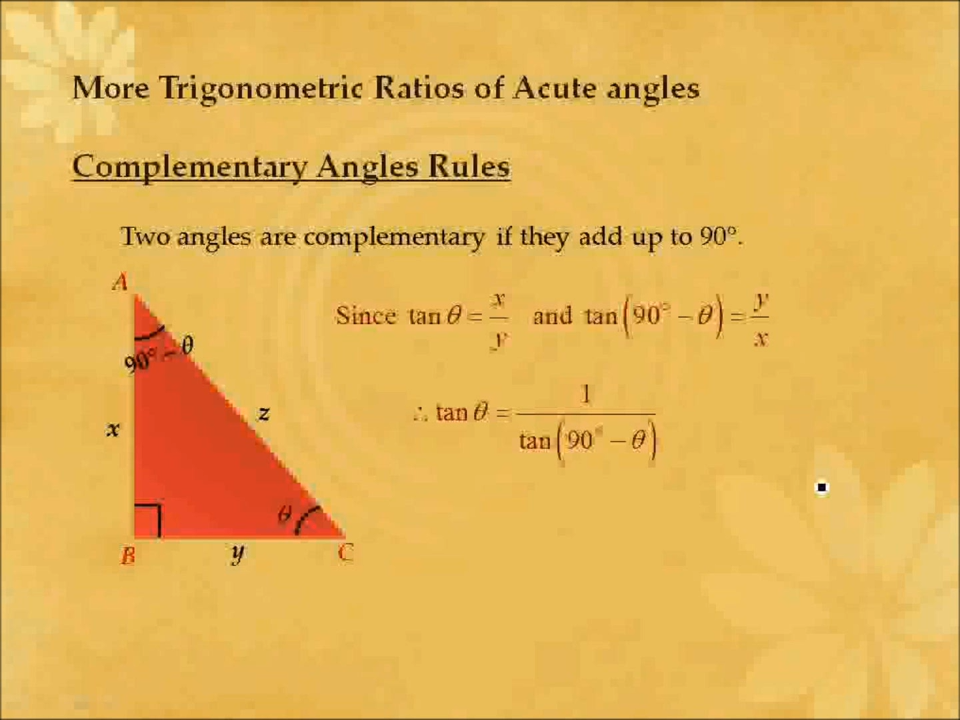 More Trigonometric Ratios of Acute angles
Complementary Angles Rules
Two angles are complementary if they add up to 90°.
A
Since tan θ = x/y and tan(90° − θ) = y/x
90° − θ
∴ tan θ = 1/tan(90° − θ)
z
x
θ
B
y
C